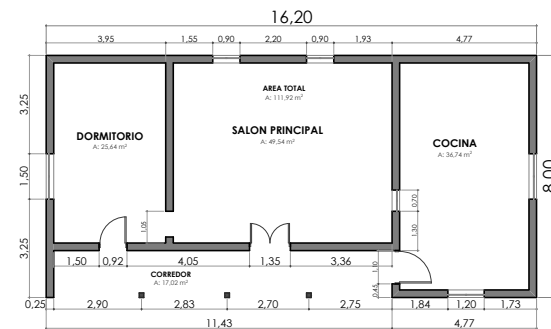 16,20
3,95 1,55 0,90 2,20 0,90 1,93 4,77
3,25
1,50
3,25
8,00
AREA TOTAL
A: 111,92 m²
DORMITORIO
A: 25,64 m²
SALON PRINCIPAL
A: 49,54 m²
COCINA
A: 36,74 m²
0,70
1,05
1,30
1,50 0,92 4,05 1,35 3,36
1,10
CORREDOR
A: 17,02 m²
0,45
0,25 2,90 2,83 2,70 2,75 1,84 1,20 1,73
11,43 4,77